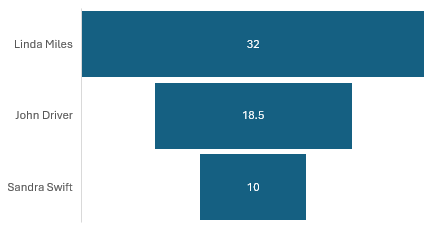 Linda Miles
32
John Driver
18.5
Sandra Swift
10